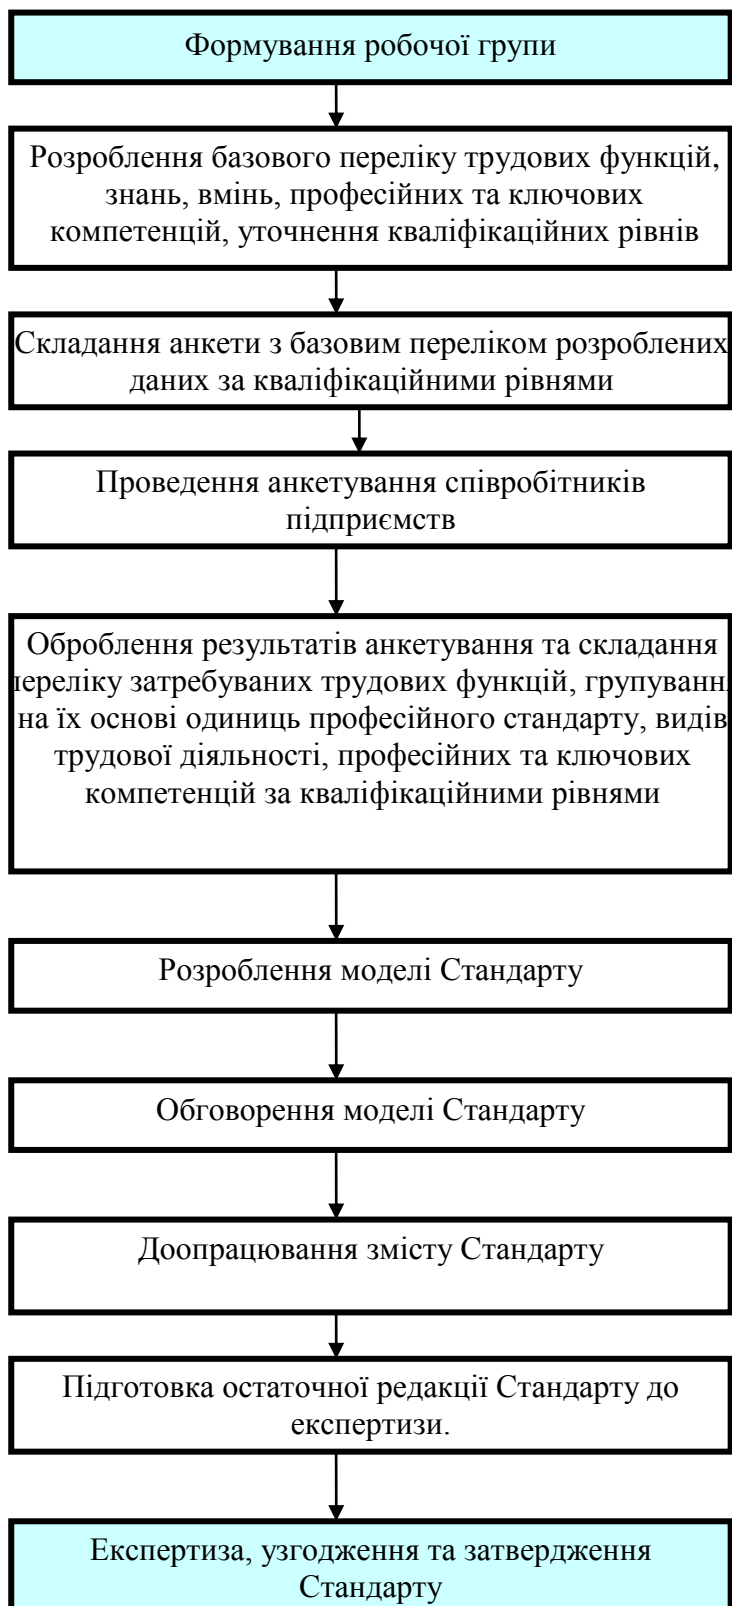 Формування робочої групи
Розроблення базового переліку трудових функцій,
знань, вмінь, професійних та ключових
компетенцій, уточнення кваліфікаційних рівнів
Складання анкети з базовим переліком розроблених
даних за кваліфікаційними рівнями
Проведення анкетування співробітників
підприємств
Оброблення результатів анкетування та складання
переліку затребуваних трудових функцій, групування
на їх основі одиниць професійного стандарту, видів
трудової діяльності, професійних та ключових
компетенцій за кваліфікаційними рівнями
Розроблення моделі Стандарту
Обговорення моделі Стандарту
Доопрацювання змісту Стандарту
Підготовка остаточної редакції Стандарту до
експертизи.
Експертиза, узгодження та затвердження
Стандарту